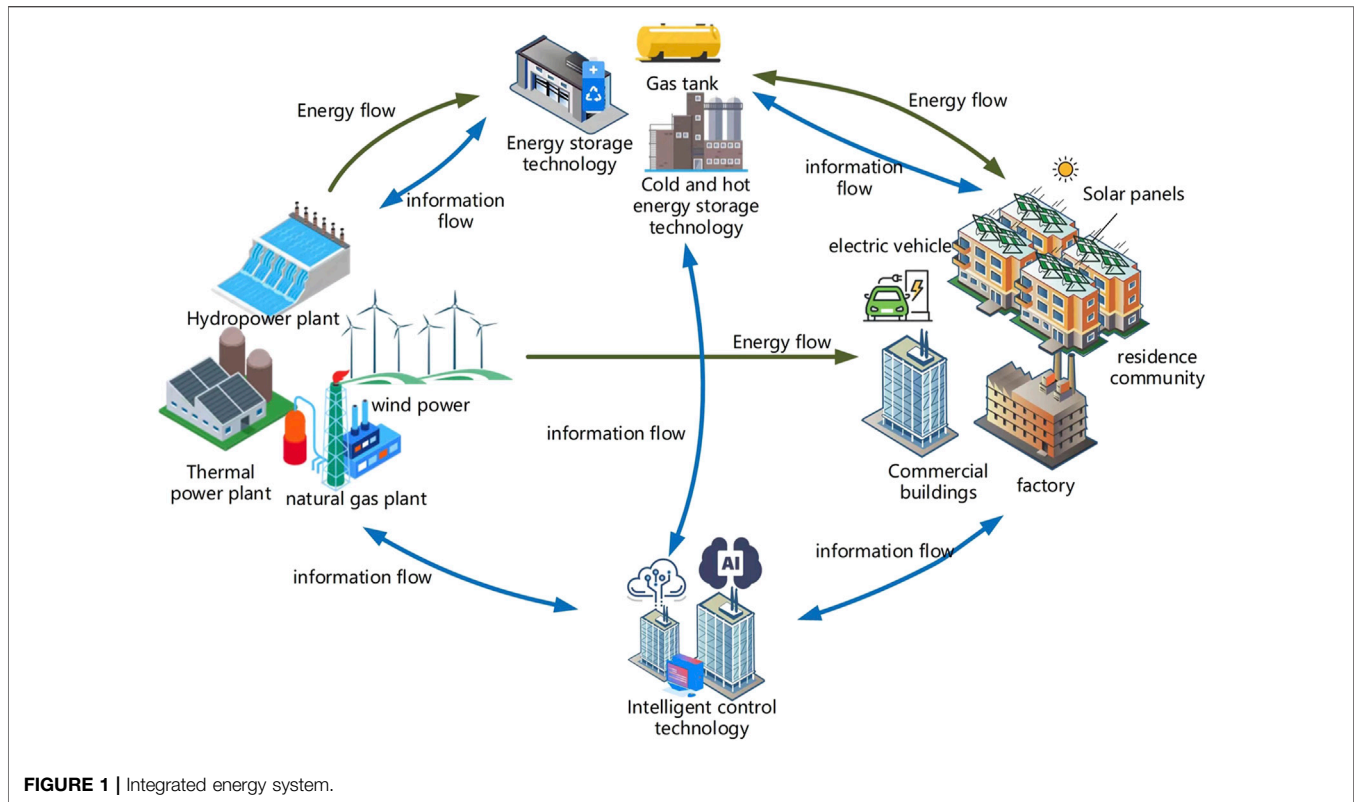 Gas tank
Energy flow
Energy flow
Energy storage
technology
information
flow
Cold and hot
energy storage
technology
information
flow
Solar panels
electric vehicle
Hydropower plant
Energy flow
residence
community
wind power
information flow
Thermal
power plant
natural gas plant
Commercial
buildings
factory
information flow
information flow
AI
Intelligent control
technology
FIGURE 1 | Integrated energy system.